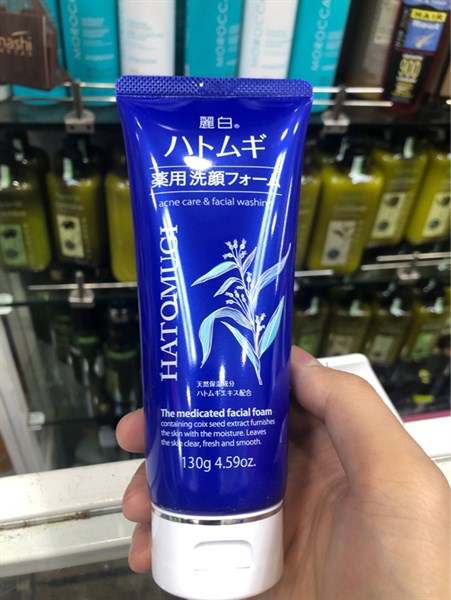 麗白®
ハトムギ
薬用 洗顔フォーム
acne care & facial washing
HATOMUGI
天然保湿成分
ハトムギエキス配合
The medicated facial foam
containing coix seed extract furnishes
the skin with the moisture. Leaves
the skin clear, fresh and smooth.
130g 4.59oz.
MOROCCA
HAIR
900